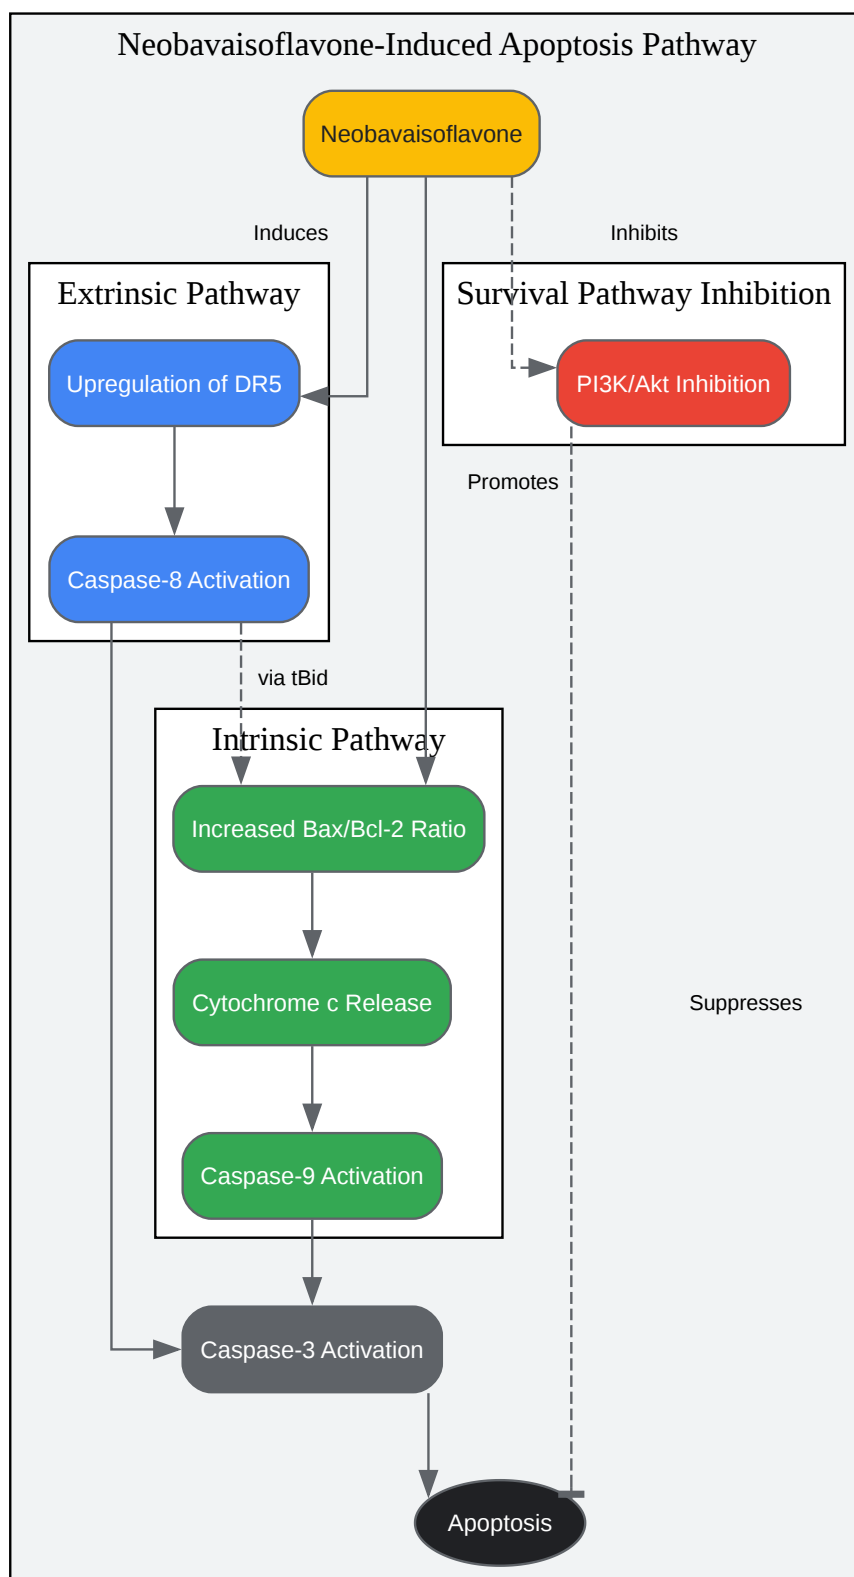 Neobavaisoflavone-Induced Apoptosis Pathway
Neobavaisoflavone
Induces
Inhibits
Extrinsic Pathway
Survival Pathway Inhibition
Upregulation of DR5
PI3K/Akt Inhibition
Promotes
Caspase-8 Activation
via tBid
Intrinsic Pathway
Increased Bax/Bcl-2 Ratio
Cytochrome c Release
Suppresses
Caspase-9 Activation
Caspase-3 Activation
Apoptosis